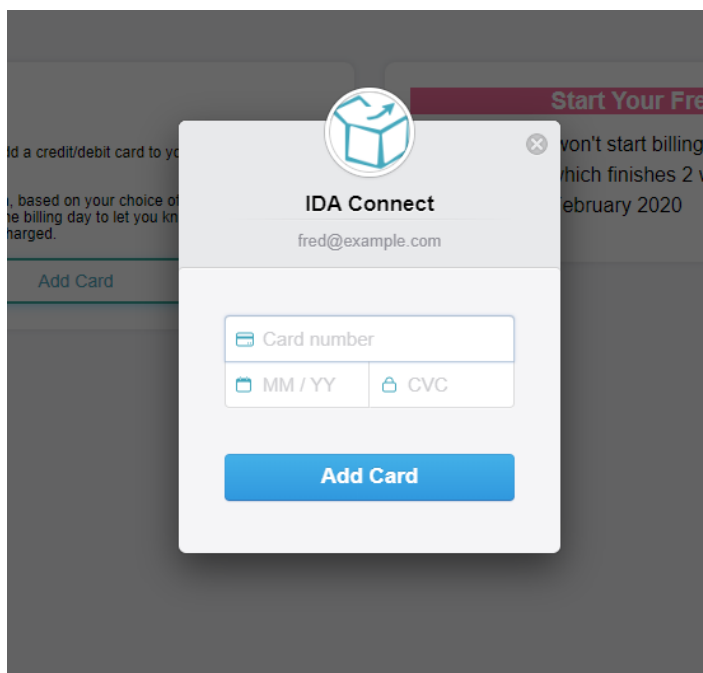 Start Your Fre
won't start billing
which finishes 2
ebruary 2020
dd a credit/debit card to yo
, based on your choice of
he billing day to let you kn
harged.
Add Card
IDA Connect
fred@example.com
Card number
MM / YY
CVC
Add Card